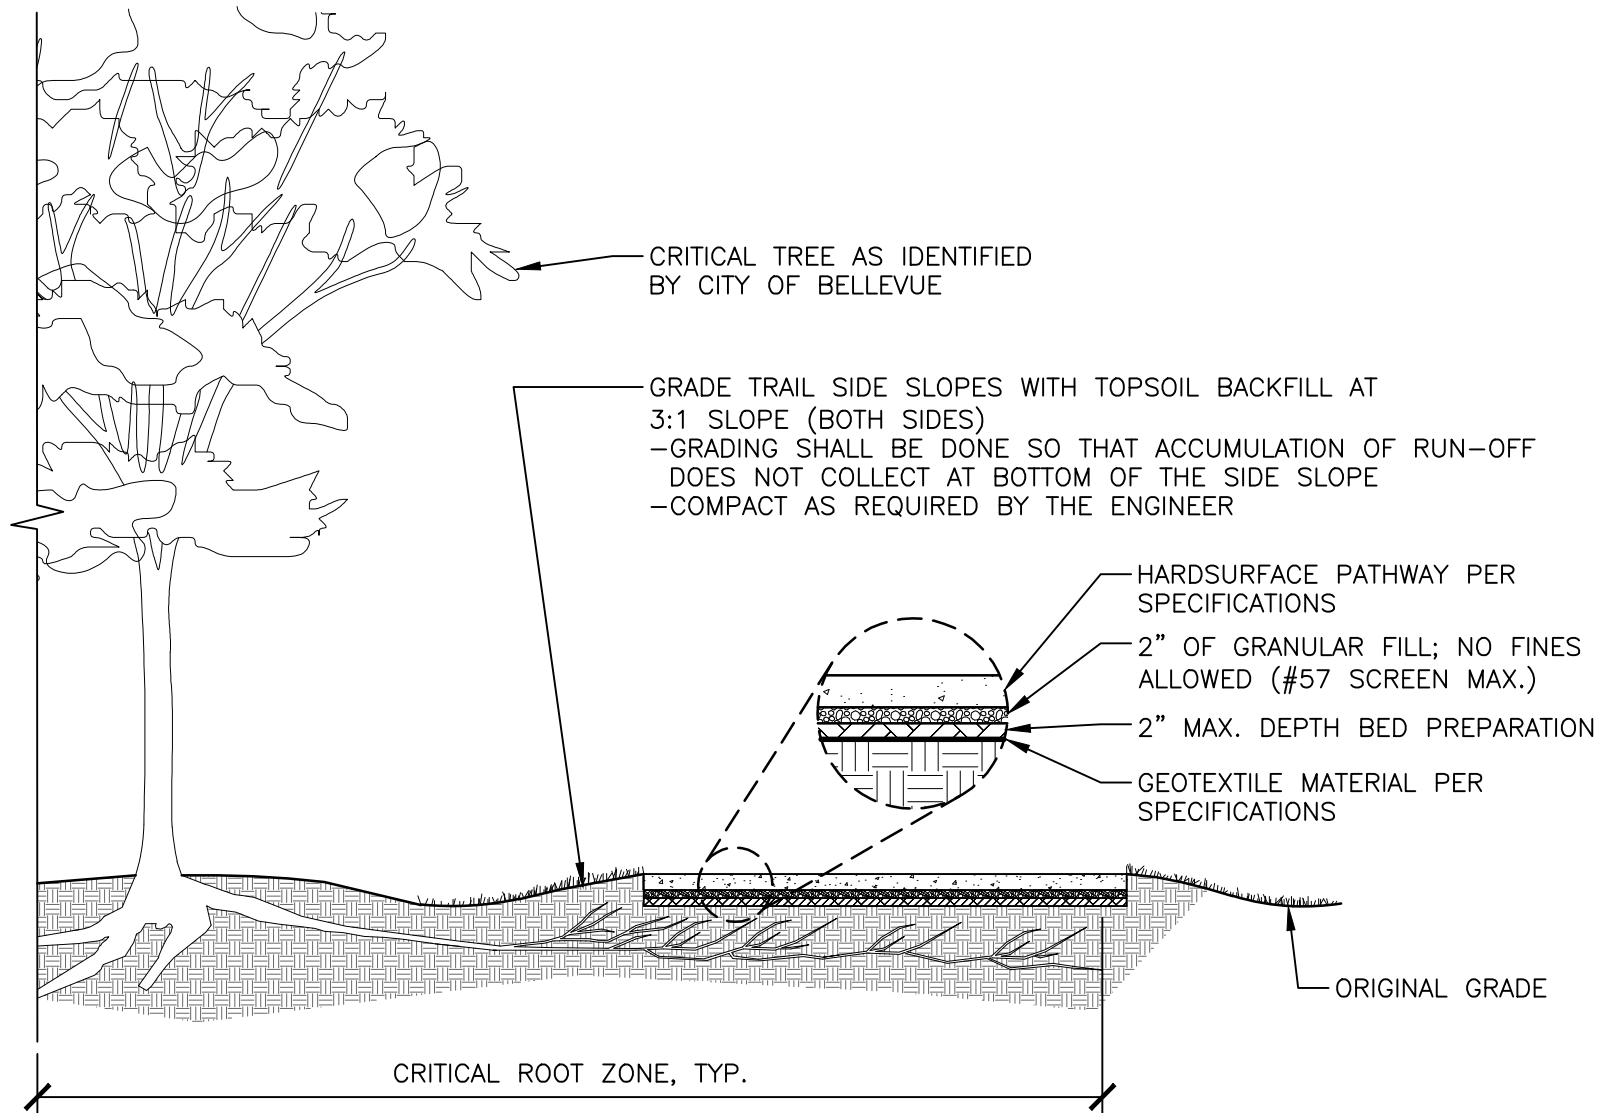 CRITICAL TREE AS IDENTIFIED
BY CITY OF BELLEVUE
GRADE TRAIL SIDE SLOPES WITH TOPSOIL BACKFILL AT
3:1 SLOPE (BOTH SIDES)
-GRADING SHALL BE DONE SO THAT ACCUMULATION OF RUN-OFF
DOES NOT COLLECT AT BOTTOM OF THE SIDE SLOPE
-COMPACT AS REQUIRED BY THE ENGINEER
HARDSURFACE PATHWAY PER
SPECIFICATIONS
2" OF GRANULAR FILL; NO FINES
ALLOWED (#57 SCREEN MAX.)
2" MAX. DEPTH BED PREPARATION
GEOTEXTILE MATERIAL PER
SPECIFICATIONS
ORIGINAL GRADE
CRITICAL ROOT ZONE, TYP.